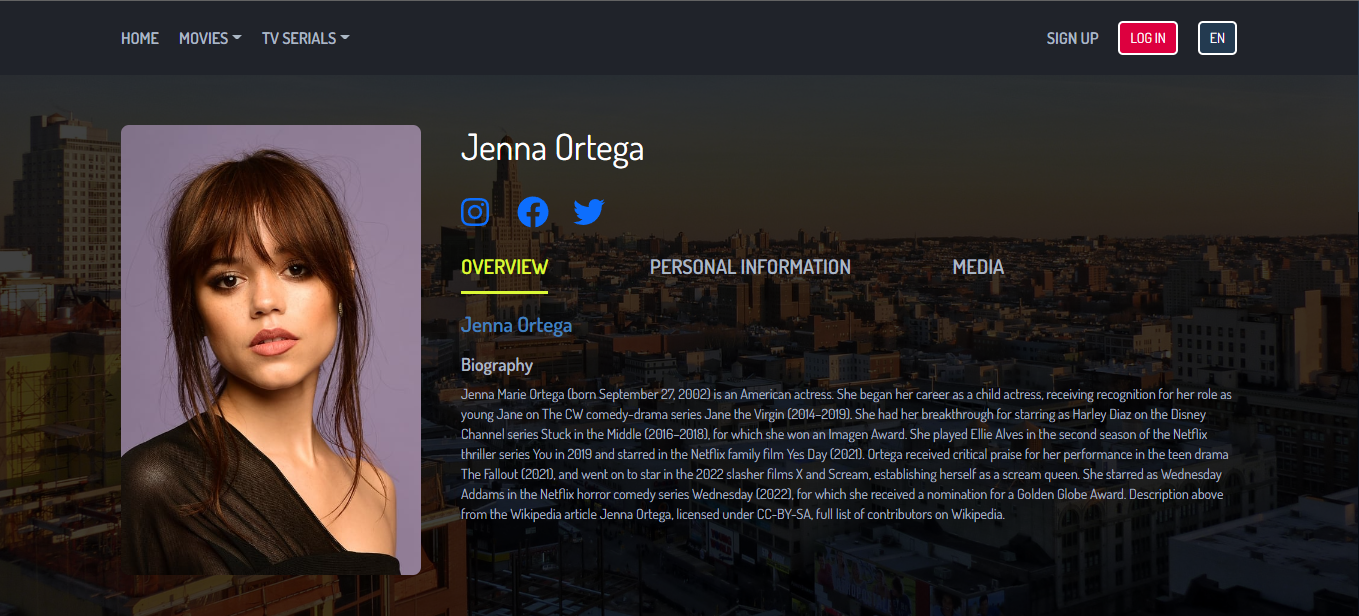 HOME MOVIES TV SERIALS SIGN UP LOG IN EN
Jenna Ortega
OVERVIEW PERSONAL INFORMATION MEDIA
Jenna Ortega
Biography
Jenna Marie Ortega (born September 27, 2002) is an American actress. She began her career as a child actress, receiving recognition for her role as
young Jane on The CW comedy-drama series Jane the Virgin (2014–2019). She had her breakthrough for starring as Harley Diaz on the Disney
Channel series Stuck in the Middle (2016–2018), for which she won an Imagen Award. She played Ellie Alves in the second season of the Netflix
thriller series You in 2019 and starred in the Netflix family film Yes Day (2021). Ortega received critical praise for her performance in the teen drama
The Fallout (2021), and went on to star in the 2022 slasher films X and Scream, establishing herself as a scream queen. She starred as Wednesday
Addams in the Netflix horror comedy series Wednesday (2022), for which she received a nomination for a Golden Globe Award. Description above
from the Wikipedia article Jenna Ortega, licensed under CC-BY-SA, full list of contributors on Wikipedia.